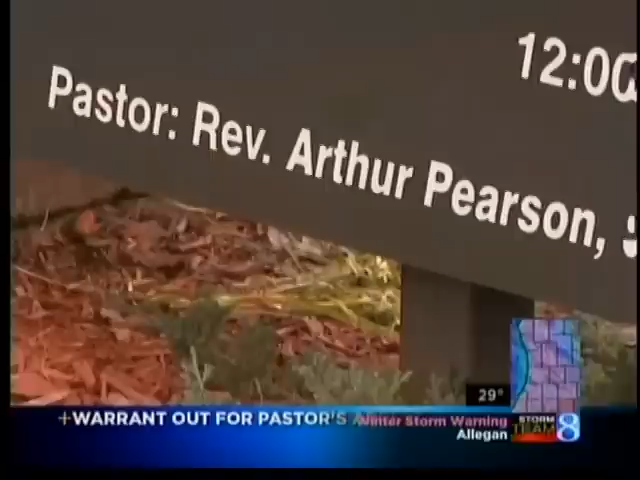 12:00
Pastor: Rev. Arthur Pearson,
29°
+WARRANT OUT FOR PASTOR'S
Winter Storm Warning
Allegan
STORM
TEAM 8